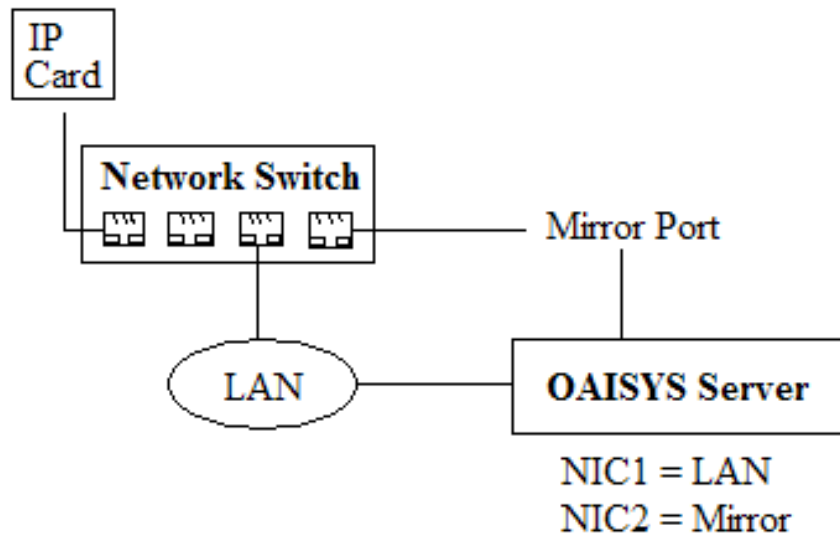 IP
Card
Network Switch
Mirror Port
LAN
OAISYS Server
NIC1 = LAN
NIC2 = Mirror